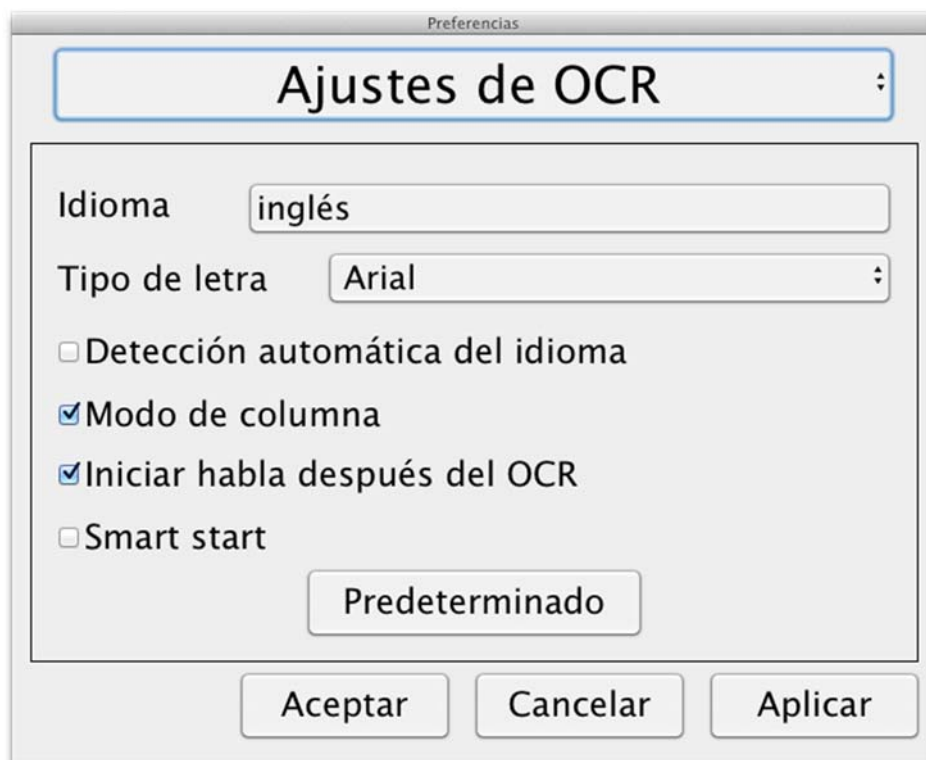 Preferencias
Ajustes de OCR
Idioma inglés
Tipo de letra Arial
Detección automática del idioma
Modo de columna
Iniciar habla después del OCR
Smart start
Predeterminado
Aceptar Cancelar Aplicar